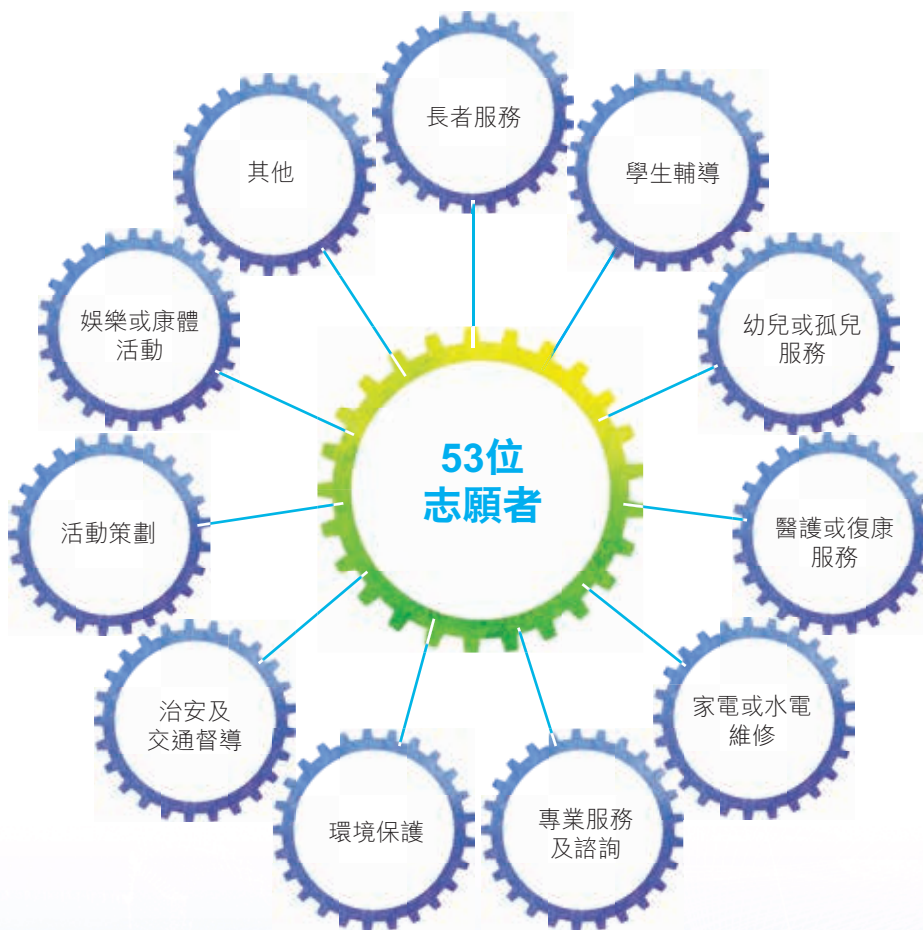 長者服務
學生輔導
幼兒或孤兒
服務
醫護或復康
服務
家電或水電
維修
專業服務
及諮詢
環境保護
治安及
交通督導
活動策劃
娛樂或康體
活動
其他
53位
志願者